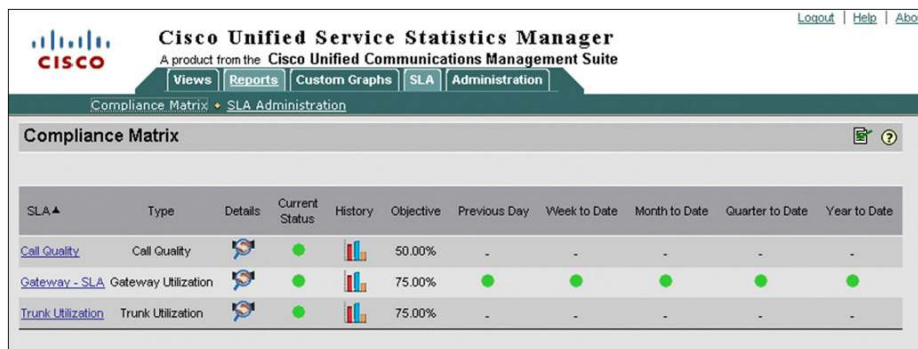 Logout | Help | Abo
CISCO
Cisco Unified Service Statistics Manager
A product from the Cisco Unified Communications Management Suite
Views Reports Custom Graphs SLA Administration
Compliance Matrix SLA Administration
Compliance Matrix
?
SLA Type Details Current Status History Objective Previous Day Week to Date Month to Date Quarter to Date Year to Date
Call Quality Call Quality 50.00% - - - - -
Gateway - SLA Gateway Utilization 75.00%
Trunk Utilization Trunk Utilization 75.00% - - - - -